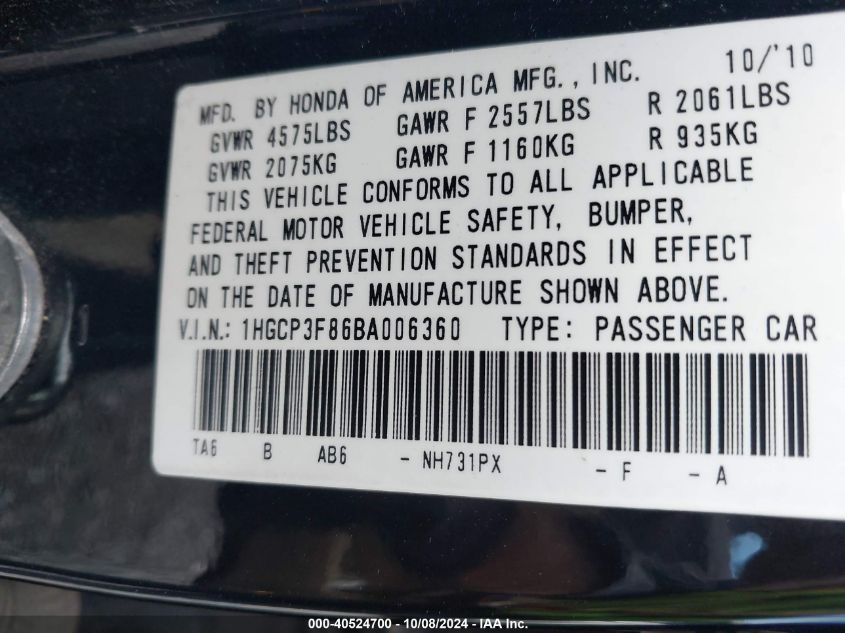 MFD. BY HONDA OF AMERICA MFG., INC. 10/'10
GVWR 4575LBS GAWR F 2557LBS R 2061LBS
GVWR 2075KG GAWR F 1160KG R 935KG
THIS VEHICLE CONFORMS TO ALL APPLICABLE
FEDERAL MOTOR VEHICLE SAFETY, BUMPER,
AND THEFT PREVENTION STANDARDS IN EFFECT
ON THE DATE OF MANUFACTURE SHOWN ABOVE.
V.I.N.: 1HGCP3F86BA006360 TYPE: PASSENGER CAR
TA6 B AB6 - NH731PX - F - A
000-40524700 - 10/08/2024 - IAA Inc.